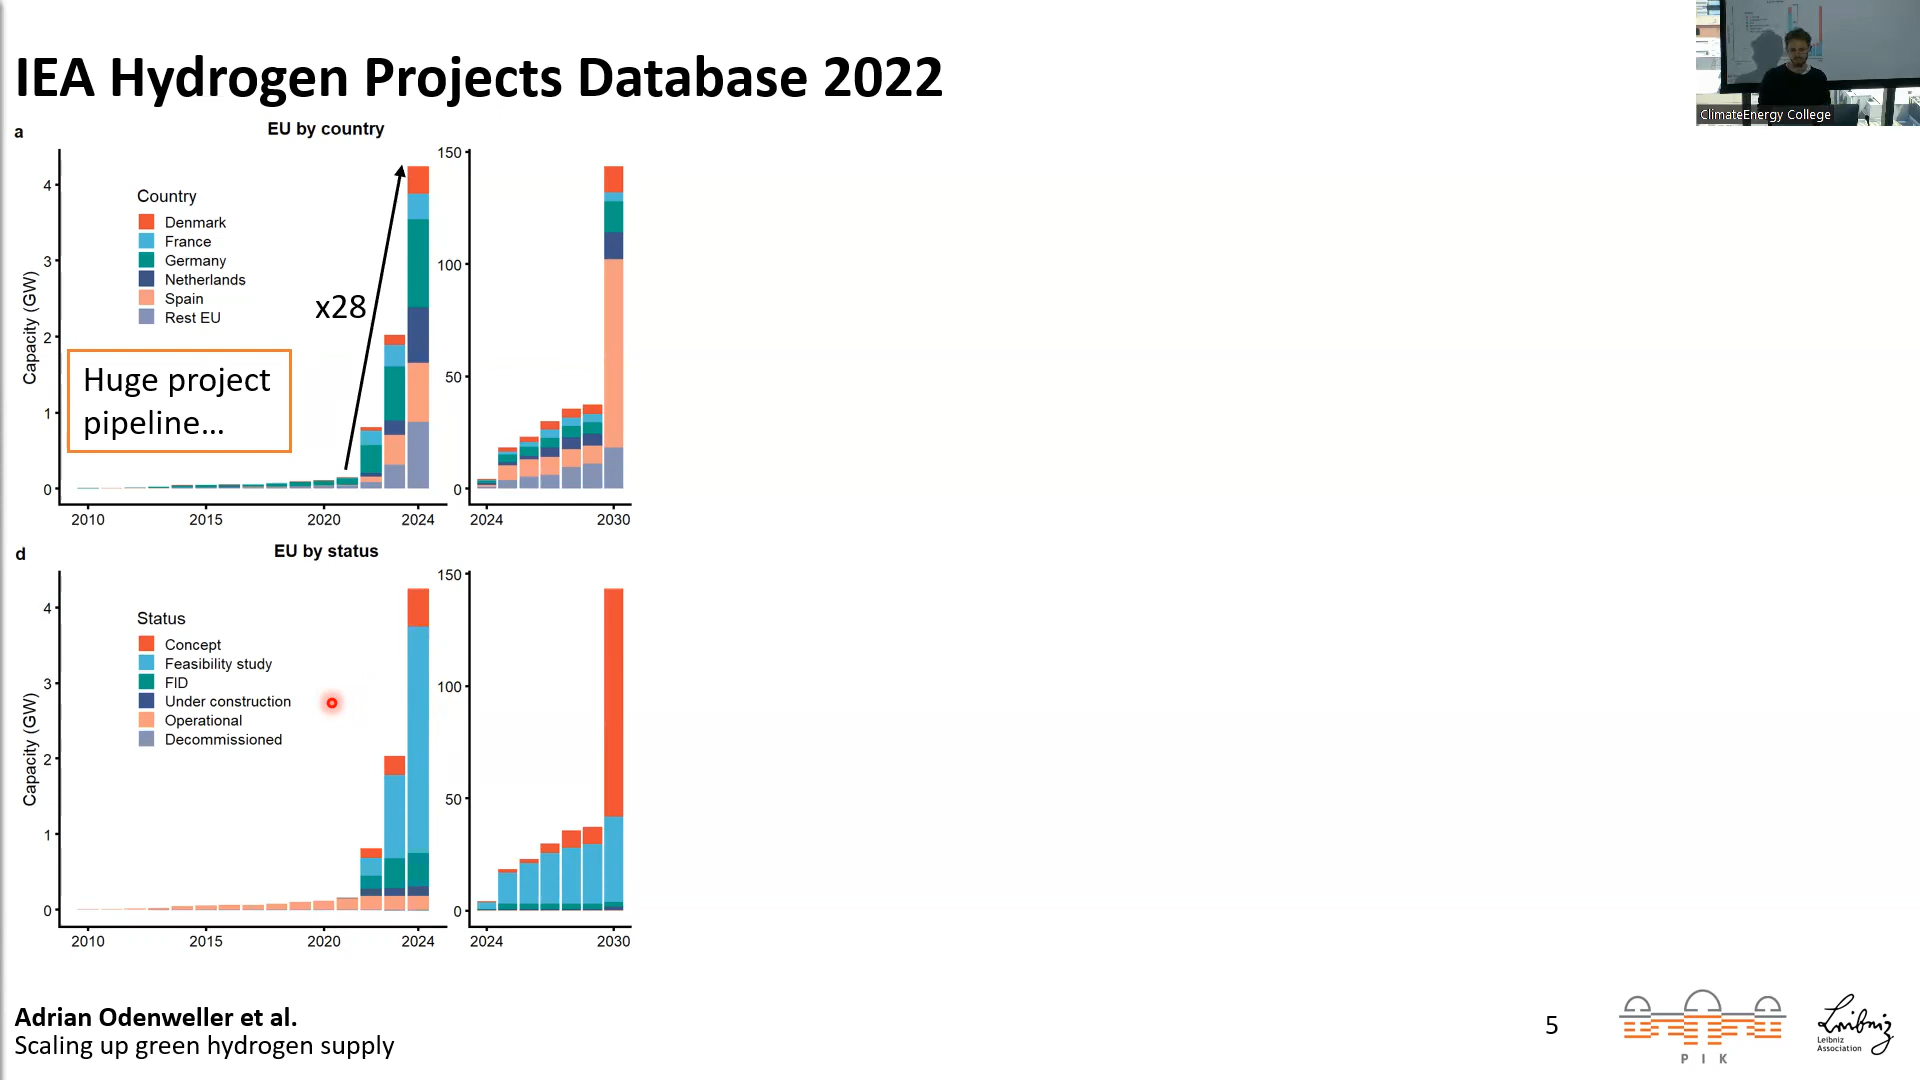 IEA Hydrogen Projects Database 2022
ClimateEnergy College
a
EU by country
Capacity (GW)
4
3
2
1
0
Country
Denmark
France
Germany
Netherlands
Spain
Rest EU
x28
Huge project
pipeline...
2010
2015
2020
2024
150
100
50
0
2024
2030
d
EU by status
Capacity (GW)
4
3
2
1
0
Status
Concept
Feasibility study
FID
Under construction
Operational
Decommissioned
2010
2015
2020
2024
150
100
50
0
2024
2030
Adrian Odenweller et al.
Scaling up green hydrogen supply
5
P I K
Leibniz
Leibniz
Association